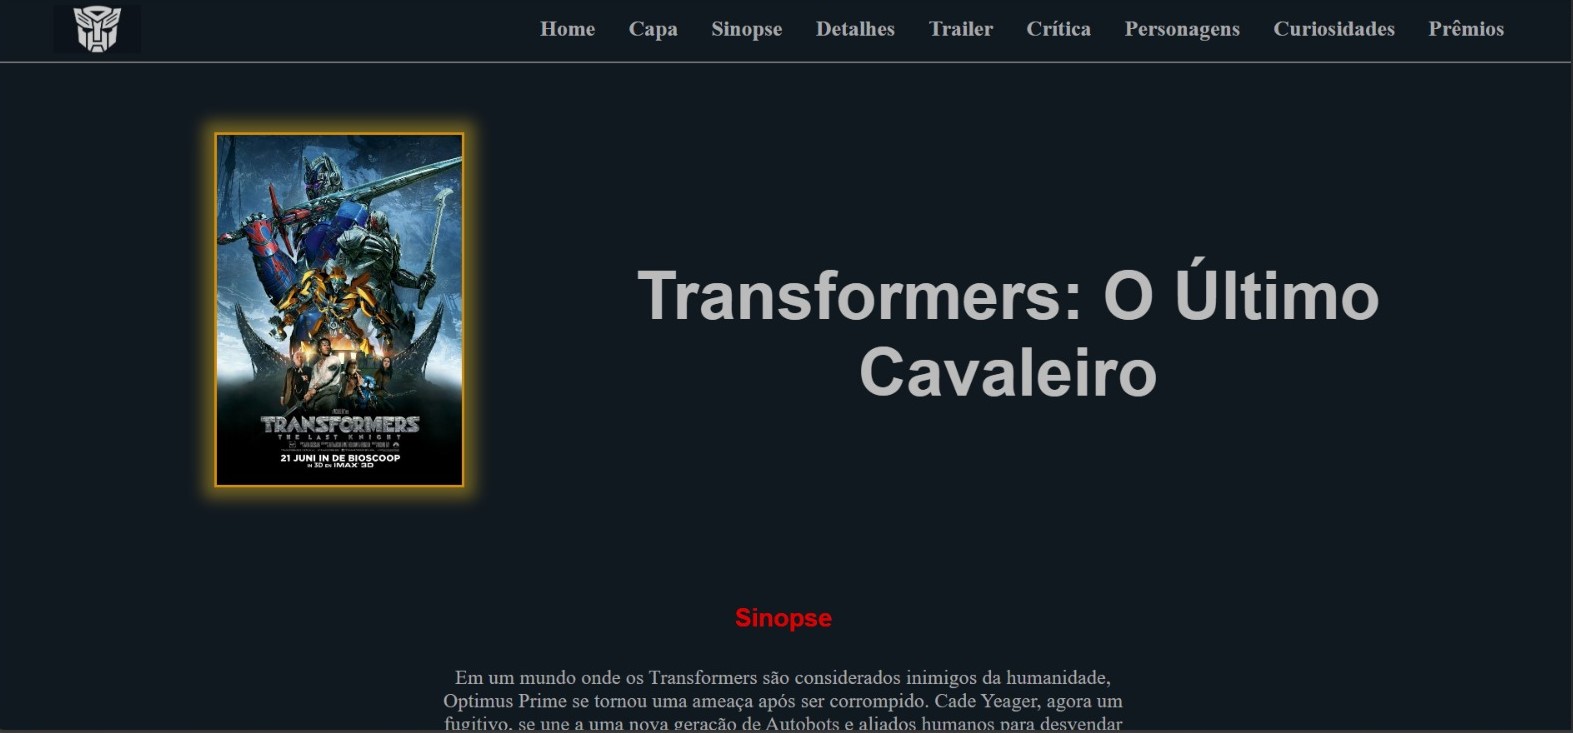 Home Capa Sinopse Detalhes Trailer Crítica Personagens Curiosidades Prêmios
TRANSFORMERS
THE LAST KNIGHT
21 JUNI IN DE BIOSCOOP
IN 3D EN IMAX 3D
Transformers: O Último
Cavaleiro
Sinopse
Em um mundo onde os Transformers são considerados inimigos da humanidade,
Optimus Prime se tornou uma ameaça após ser corrompido. Cade Yeager, agora um
fugitivo, se une a uma nova geração de Autobots e aliados humanos para desvendar